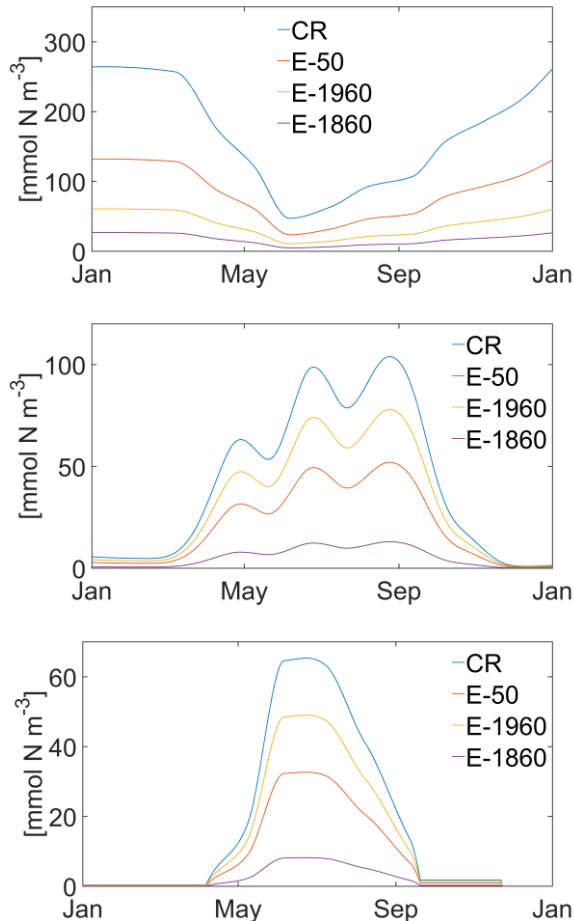 300
200
100
0
[mmol N m⁻³]
CR
E-50
E-1960
E-1860
Jan May Sep Jan
100
50
0
[mmol N m⁻³]
CR
E-50
E-1960
E-1860
Jan May Sep Jan
60
40
20
0
[mmol N m⁻³]
CR
E-50
E-1960
E-1860
Jan May Sep Jan